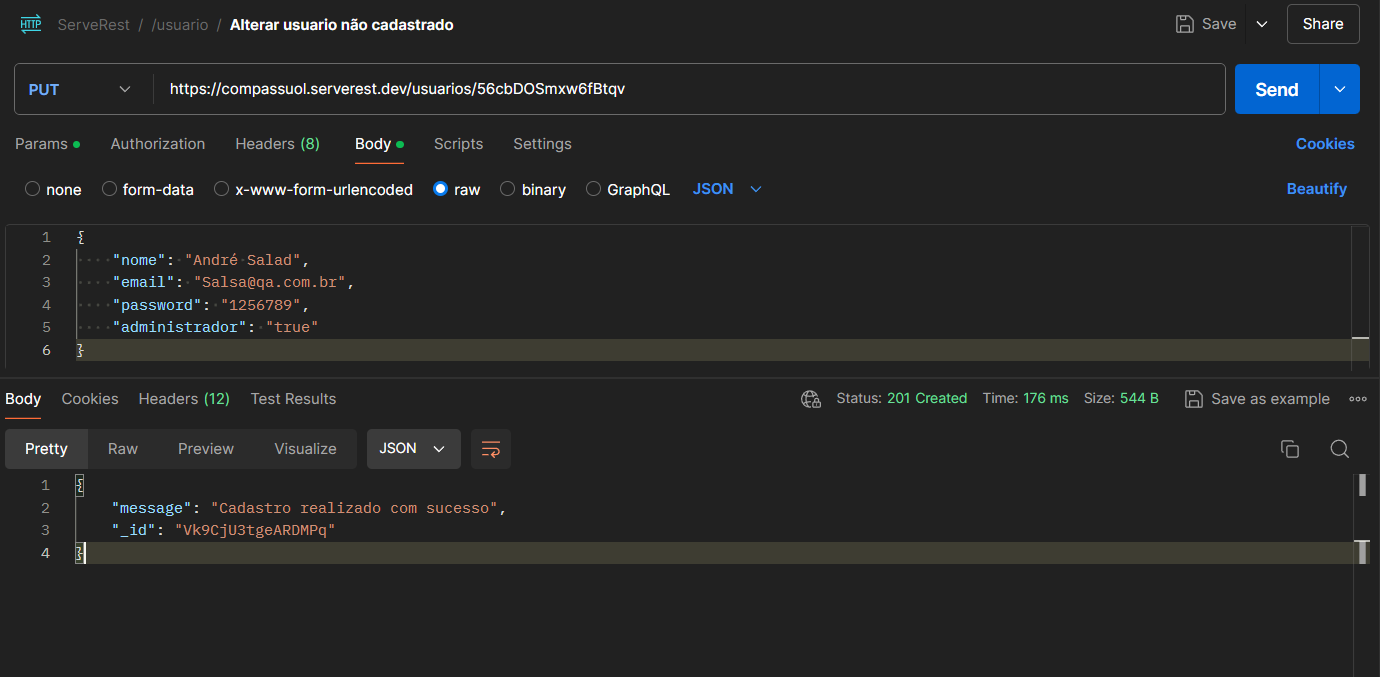 HTTP ServeRest / /usuario / Alterar usuario não cadastrado Save Share
PUT https://compassuol.serverest.dev/usuarios/56cbDOSmxw6fBtqv Send
Params Authorization Headers (8) Body Scripts Settings Cookies
none form-data x-www-form-urlencoded raw binary GraphQL JSON Beautify
1 {
2 ····"nome":·"André·Salad",
3 ····"email":·"Salsa@qa.com.br",
4 ····"password":·"1256789",
5 ····"administrador":·"true"
6 }
Body Cookies Headers (12) Test Results Status: 201 Created Time: 176 ms Size: 544 B Save as example
Pretty Raw Preview Visualize JSON
1 {
2 "message": "Cadastro realizado com sucesso",
3 "_id": "Vk9CjU3tgeARDMPq"
4 }